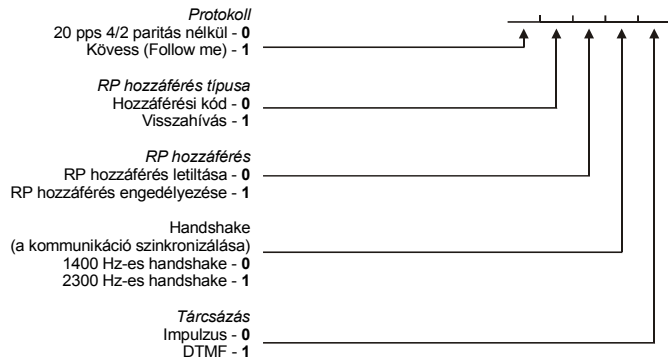 Protokoll
20 pps 4/2 paritás nélkül - 0
Kövess (Follow me) - 1
RP hozzáférés típusa
Hozzáférési kód - 0
Visszahívás - 1
RP hozzáférés
RP hozzáférés letiltása - 0
RP hozzáférés engedélyezése - 1
Handshake
(a kommunikáció szinkronizálása)
1400 Hz-es handshake - 0
2300 Hz-es handshake - 1
Tárcsázás
Impulzus - 0
DTMF - 1